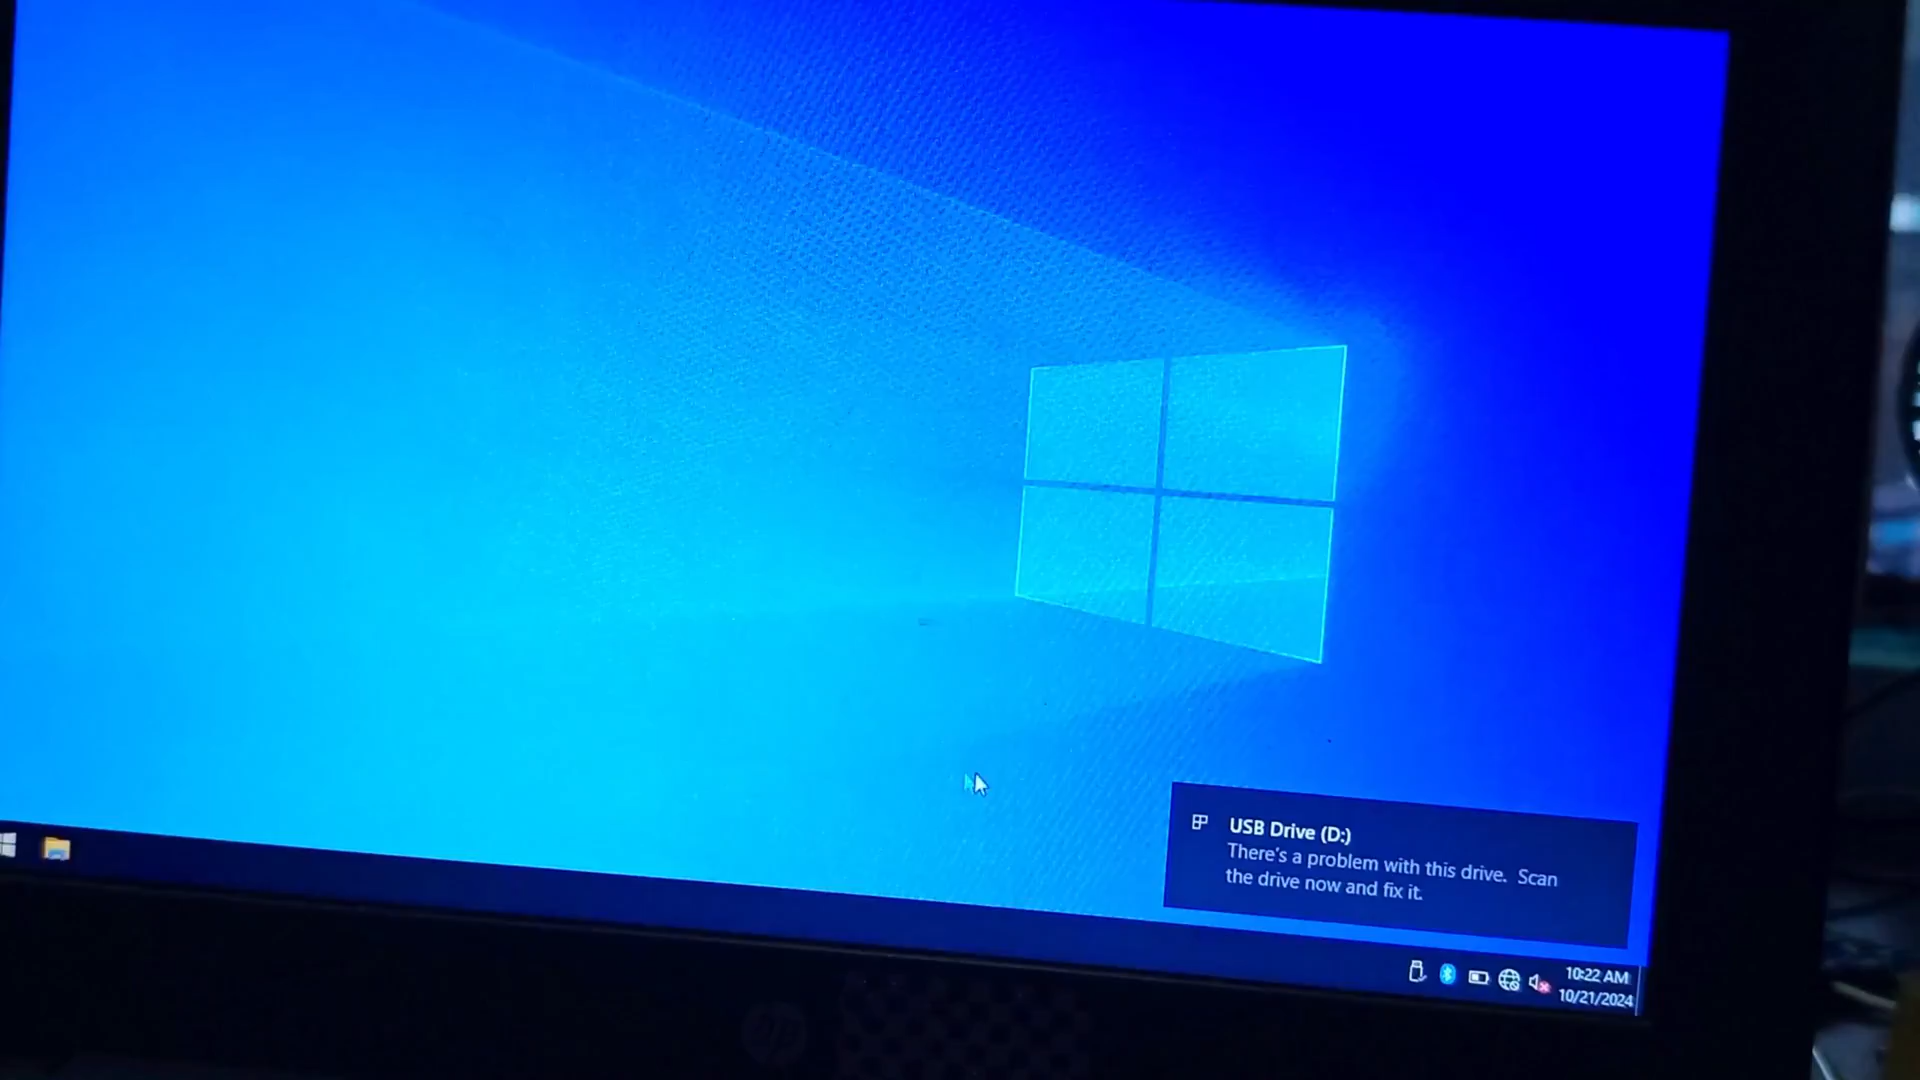 USB Drive (D:)
There's a problem with this drive. Scan
the drive now and fix it.
10:22 AM
10/21/2024
hp